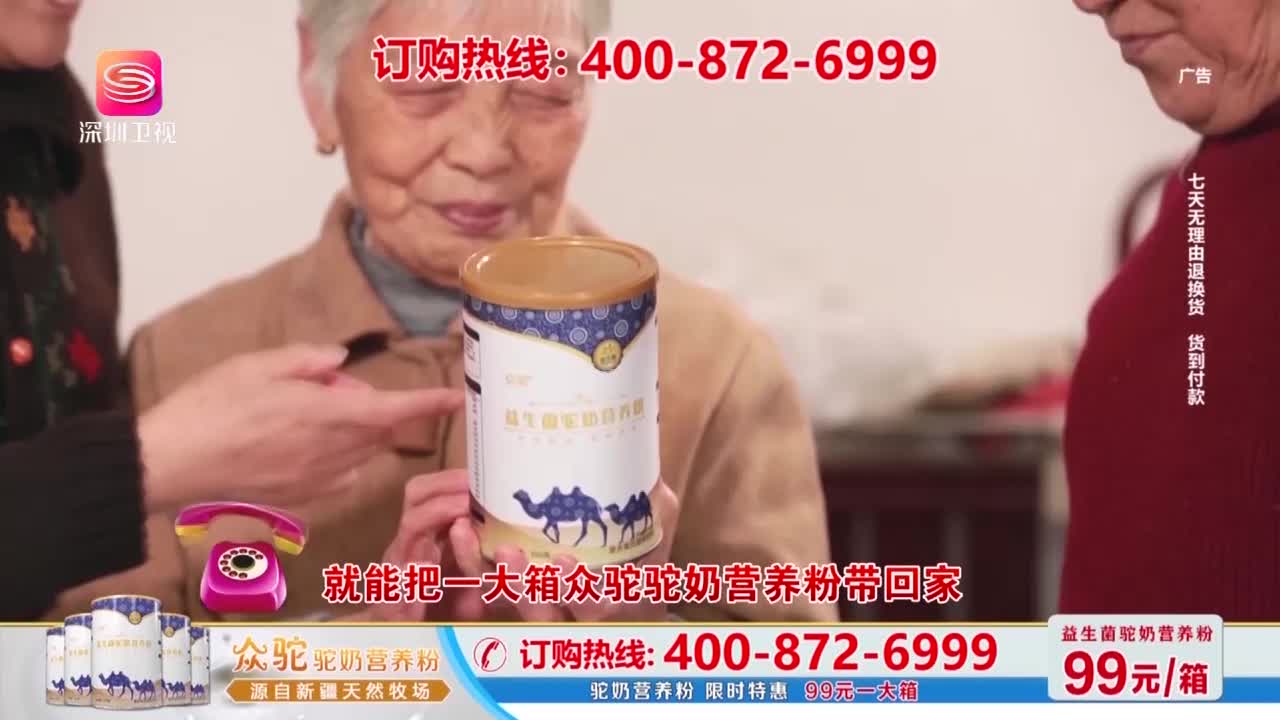 订购热线：400-872-6999
广告
深圳卫视
七天无理由退换货 货到付款
益生菌驼奶营养粉
就能把一大箱众驼驼奶营养粉带回家
众驼 驼奶营养粉
源自新疆天然牧场
订购热线:400-872-6999
驼奶营养粉 限时特惠 99元一大箱
益生菌驼奶营养粉
99元/箱